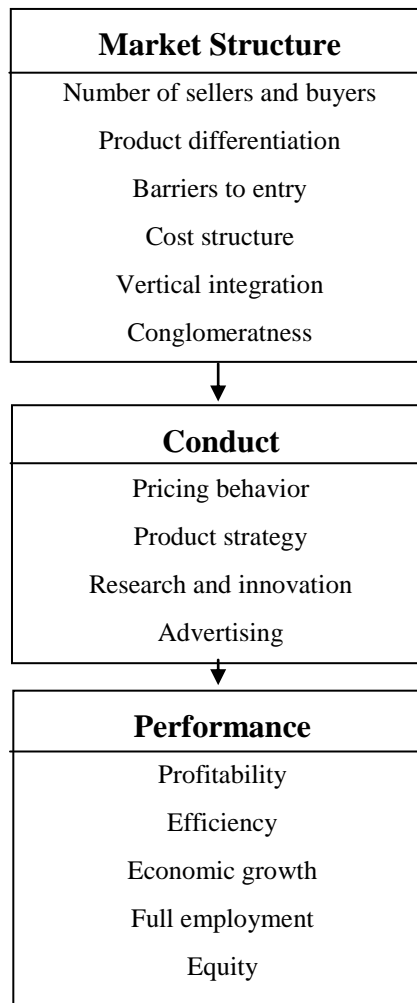 Market Structure
Number of sellers and buyers
Product differentiation
Barriers to entry
Cost structure
Vertical integration
Conglomeratness
Conduct
Pricing behavior
Product strategy
Research and innovation
Advertising
Performance
Profitability
Efficiency
Economic growth
Full employment
Equity